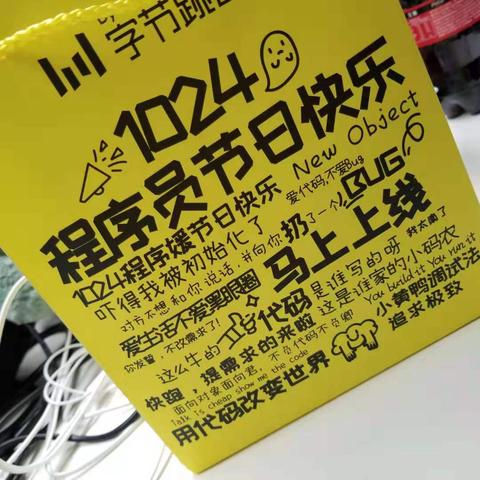 字节跳
1024
程序员节日快乐
1024程序媛节日快乐 New Object
吓得我被初始化了 爱代码,不爱Bug
对方不想和你说话 并向你扔了一个BUG
爱生活不爱黑眼圈 马上上线
你发誓,不改需求了! 我太南了
这么牛的代码是谁写的呀
这是谁家的小码农
You build it You run it
快跑,提需求的来啦 小黄鸭调试法
面向对象面向君,不负代码不负卿 追求极致
Talk is cheap show me the code
用代码改变世界